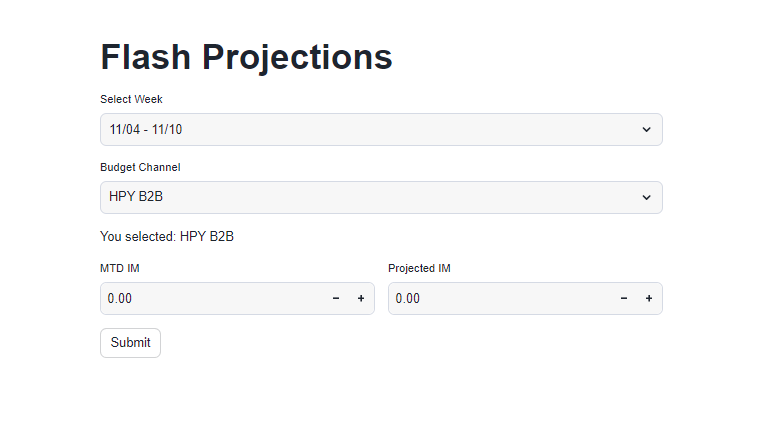 Flash Projections
Select Week
11/04 - 11/10
Budget Channel
HPY B2B
You selected: HPY B2B
MTD IM
Projected IM
0.00 − +
0.00 − +
Submit